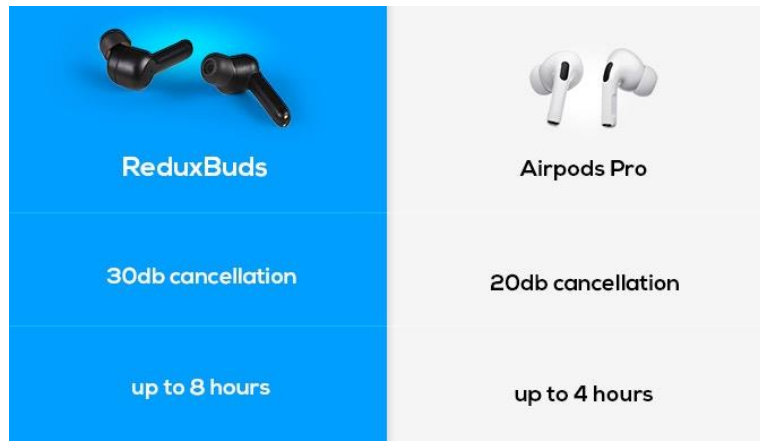 ReduxBuds
Airpods Pro
30db cancellation
20db cancellation
up to 8 hours
up to 4 hours